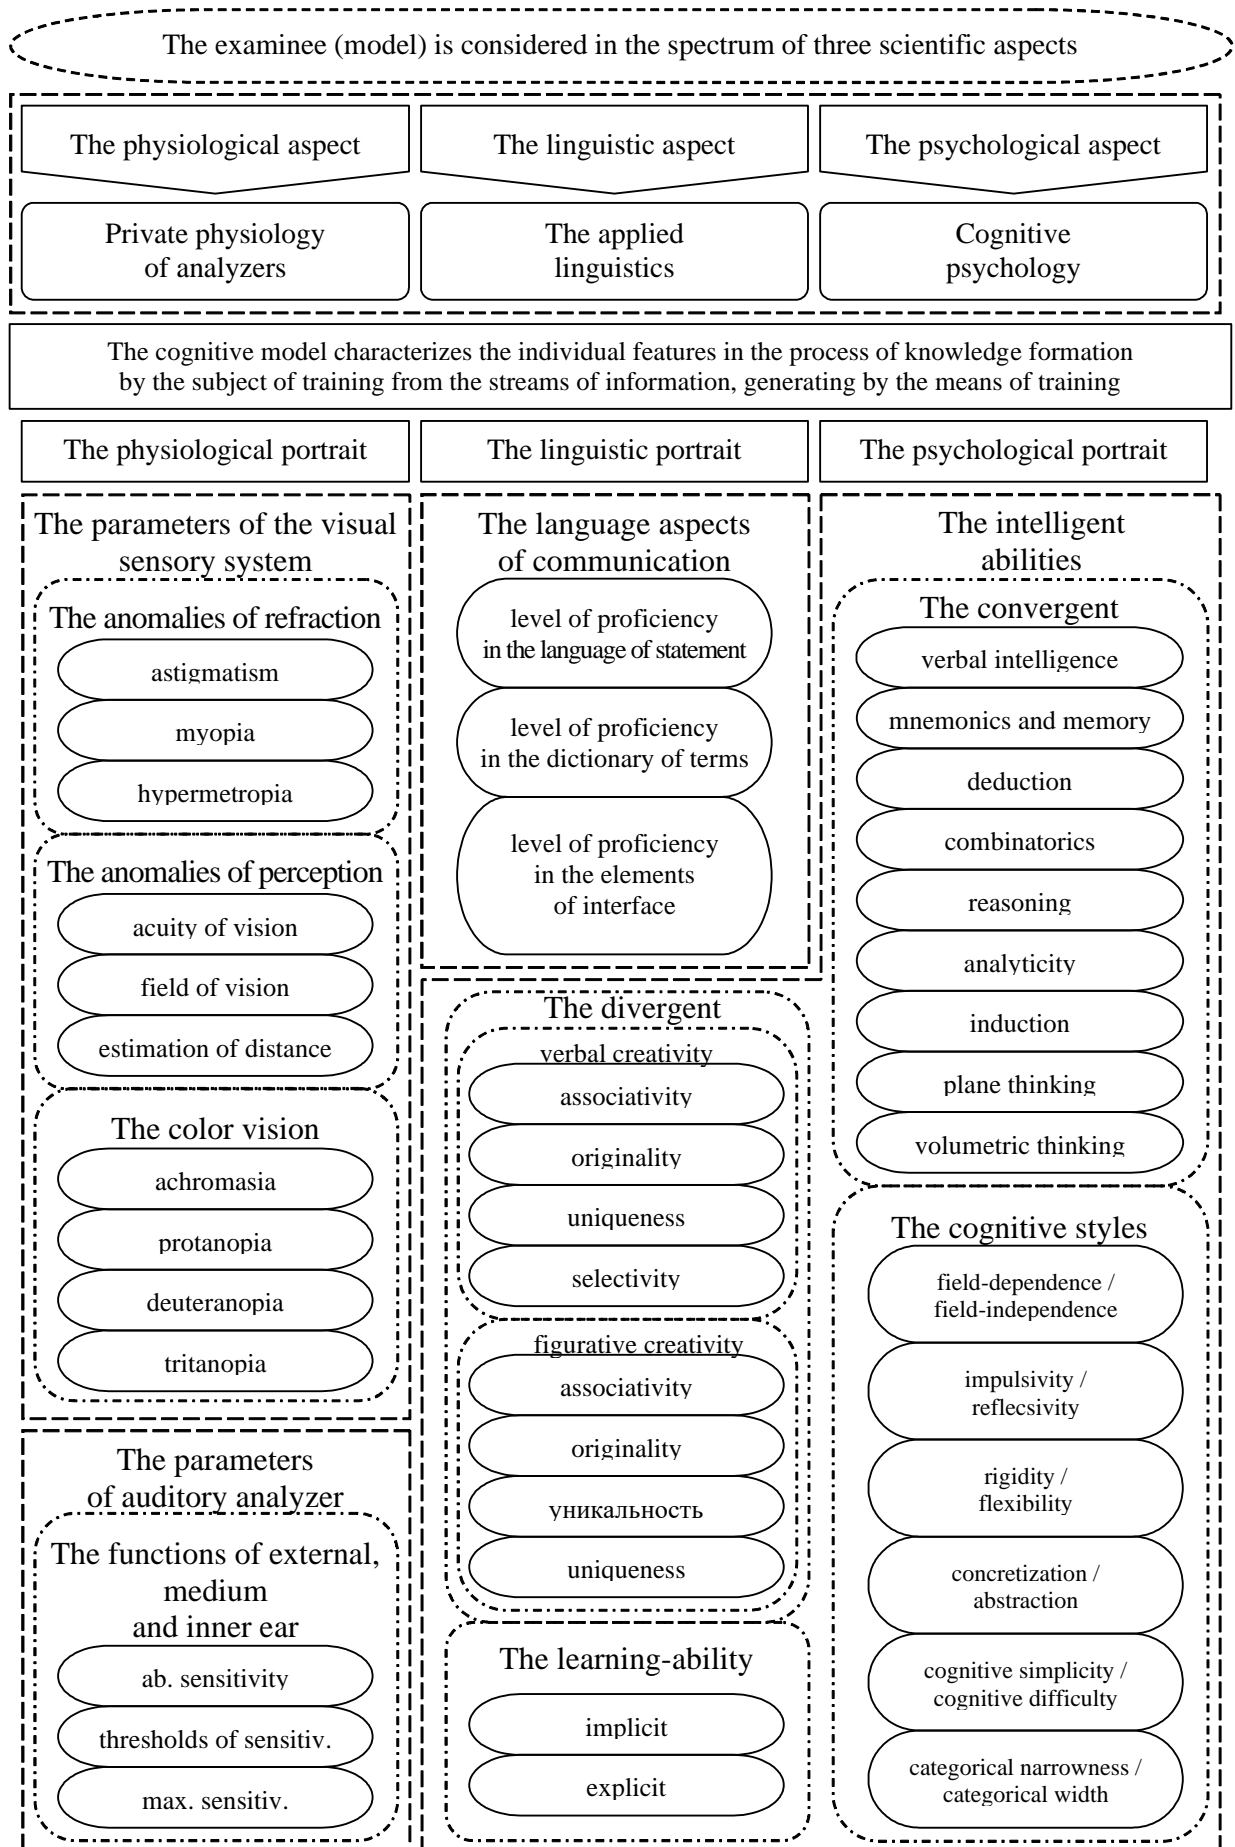 The examinee (model) is considered in the spectrum of three scientific aspects
The physiological aspect
The linguistic aspect
The psychological aspect
Private physiology
of analyzers
The applied
linguistics
Cognitive
psychology
The cognitive model characterizes the individual features in the process of knowledge formation
by the subject of training from the streams of information, generating by the means of training
The physiological portrait
The linguistic portrait
The psychological portrait
The parameters of the visual
sensory system
The anomalies of refraction
astigmatism
myopia
hypermetropia
The anomalies of perception
acuity of vision
field of vision
estimation of distance
The color vision
achromasia
protanopia
deuteranopia
tritanopia
The parameters
of auditory analyzer
The functions of external,
medium
and inner ear
ab. sensitivity
thresholds of sensitiv.
max. sensitiv.
The language aspects
of communication
level of proficiency
in the language of statement
level of proficiency
in the dictionary of terms
level of proficiency
in the elements
of interface
The divergent
verbal creativity
associativity
originality
uniqueness
selectivity
figurative creativity
associativity
originality
уникальность
uniqueness
The learning-ability
implicit
explicit
The intelligent
abilities
The convergent
verbal intelligence
mnemonics and memory
deduction
combinatorics
reasoning
analyticity
induction
plane thinking
volumetric thinking
The cognitive styles
field-dependence /
field-independence
impulsivity /
reflecsivity
rigidity /
flexibility
concretization /
abstraction
cognitive simplicity /
cognitive difficulty
categorical narrowness /
categorical width